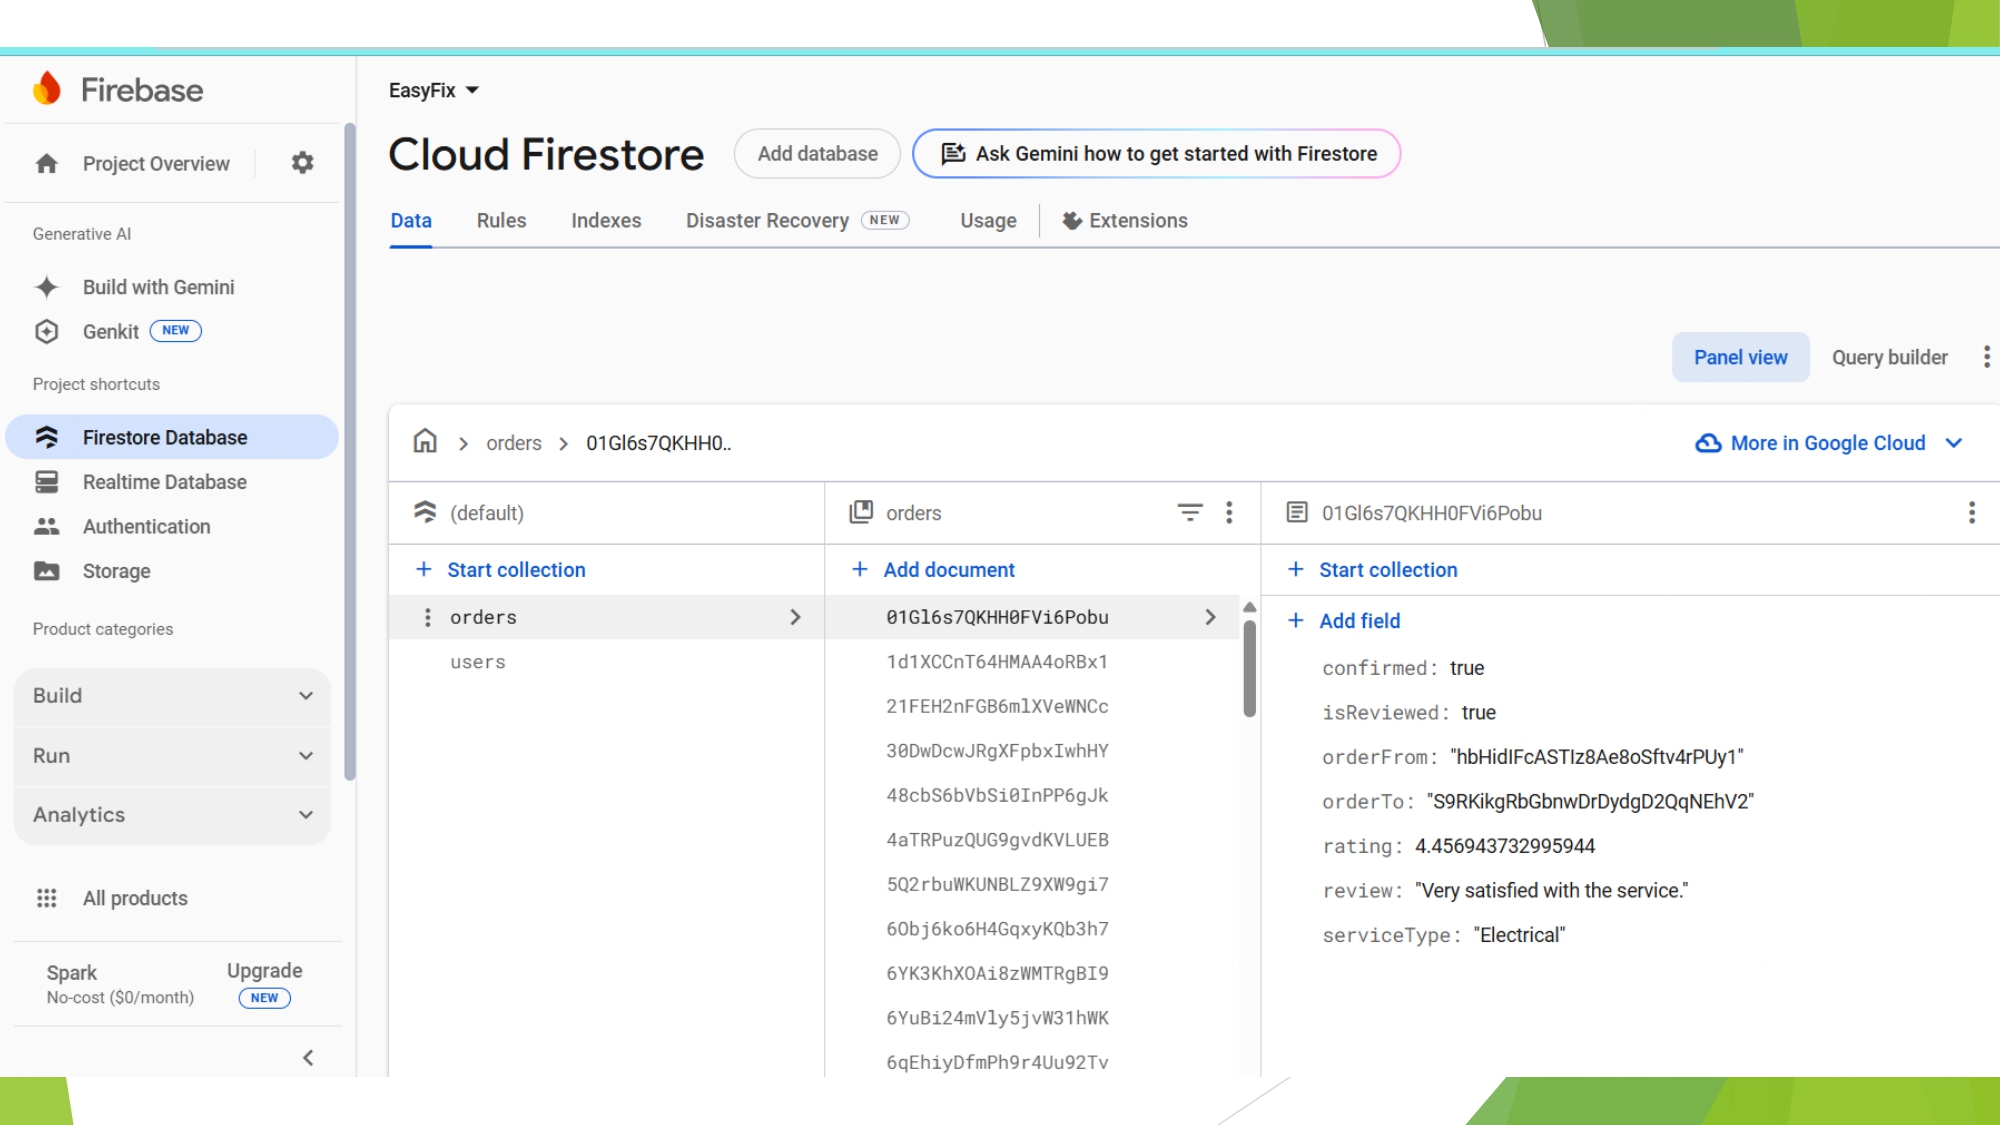 Firebase
EasyFix
Cloud Firestore
Add database
Ask Gemini how to get started with Firestore
Project Overview
Data
Rules
Indexes
Disaster Recovery
NEW
Usage
Extensions
Generative AI
Build with Gemini
Genkit
NEW
Project shortcuts
Firestore Database
Realtime Database
Authentication
Storage
Product categories
Build
Run
Analytics
All products
Spark
No-cost ($0/month)
Upgrade
NEW
Panel view
Query builder
orders
01Gl6s7QKHH0..
More in Google Cloud
(default)
Start collection
orders
users
orders
Add document
01Gl6s7QKHH0FVi6Pobu
1d1XCCnT64HMAA4oRBx1
21FEH2nFGB6mlXVeWNCc
30DwDcwJRgXFpbxIwhHY
48cbS6bVbSi0InPP6gJk
4aTRPuzQUG9gvdKVLUEB
5Q2rbuWKUNBLZ9XW9gi7
6Obj6ko6H4GqxyKQb3h7
6YK3KhXOAi8zWMTRgBI9
6YuBi24mVly5jvW31hWK
6qEhiyDfmPh9r4Uu92Tv
01Gl6s7QKHH0FVi6Pobu
Start collection
Add field
confirmed: true
isReviewed: true
orderFrom: "hbHidIFcASTIz8Ae8oSftv4rPUy1"
orderTo: "S9RKikgRbGbnwDrDydgD2QqNEhV2"
rating: 4.456943732995944
review: "Very satisfied with the service."
serviceType: "Electrical"